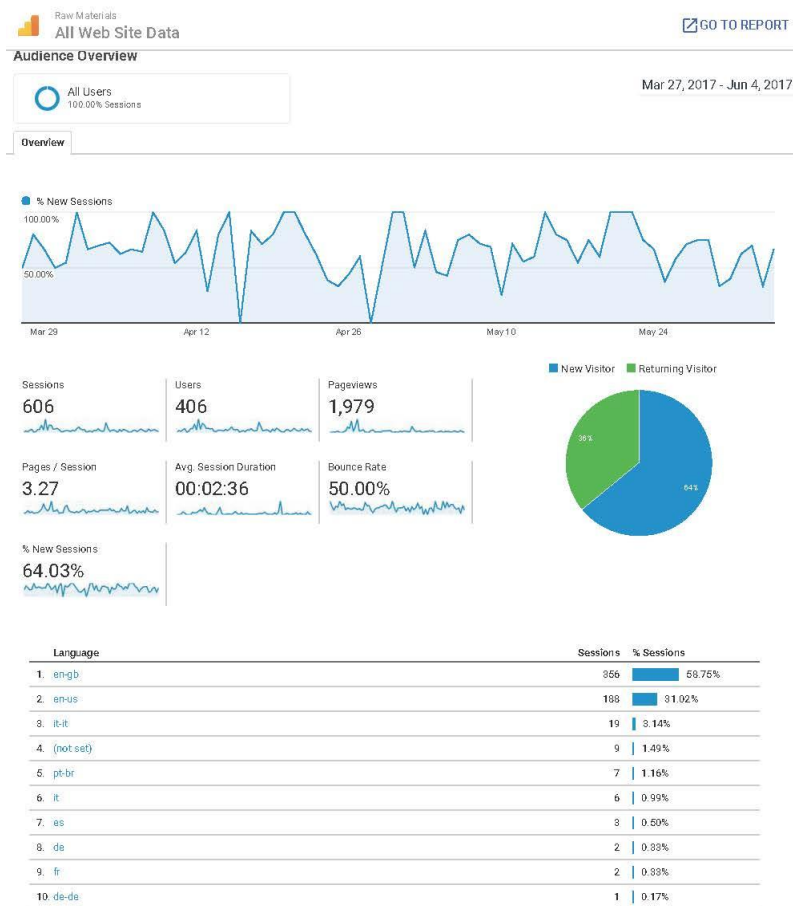 Raw Materials
All Web Site Data
GO TO REPORT
Audience Overview
All Users
100.00% Sessions
Mar 27, 2017 - Jun 4, 2017
Overview
% New Sessions
100.00%
50.00%
Mar 29 Apr 12 Apr 26 May 10 May 24
New Visitor Returning Visitor
Sessions Users Pageviews
606 406 1,979
36%
64%
Pages / Session Avg. Session Duration Bounce Rate
3.27 00:02:36 50.00%
% New Sessions
64.03%
Language Sessions % Sessions
1. en-gb 356 58.75%
2. en-us 188 31.02%
3. it-it 19 3.14%
4. (not set) 9 1.49%
5. pt-br 7 1.16%
6. it 6 0.99%
7. es 3 0.50%
8. de 2 0.33%
9. fr 2 0.33%
10. de-de 1 0.17%